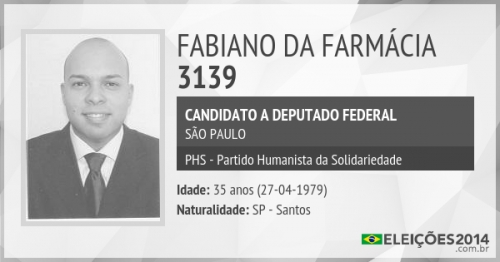 FABIANO DA FARMÁCIA
3139
CANDIDATO A DEPUTADO FEDERAL
SÃO PAULO
PHS - Partido Humanista da Solidariedade
Idade: 35 anos (27-04-1979)
Naturalidade: SP - Santos
ELEIÇÕES2014
.com.br